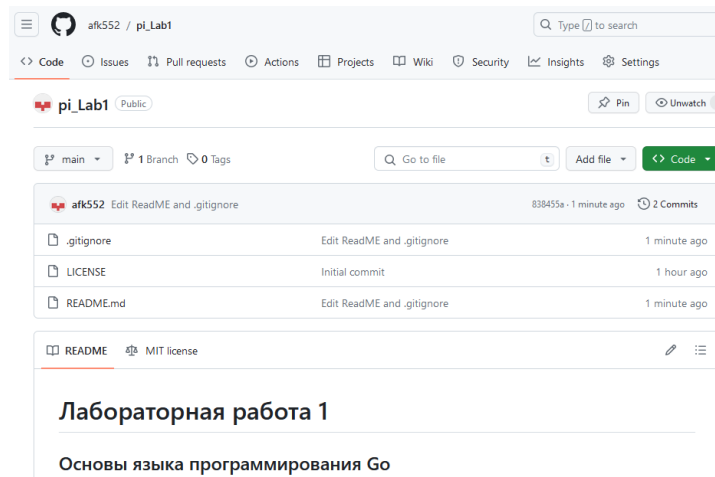 afk552 / pi_Lab1
Type / to search
<> Code Issues Pull requests Actions Projects Wiki Security Insights Settings
pi_Lab1 Public Pin Unwatch
main 1 Branch 0 Tags Go to file t Add file <> Code
afk552 Edit ReadME and .gitignore 838455a · 1 minute ago 2 Commits
.gitignore Edit ReadME and .gitignore 1 minute ago
LICENSE Initial commit 1 hour ago
README.md Edit ReadME and .gitignore 1 minute ago
README MIT license
Лабораторная работа 1
Основы языка программирования Go